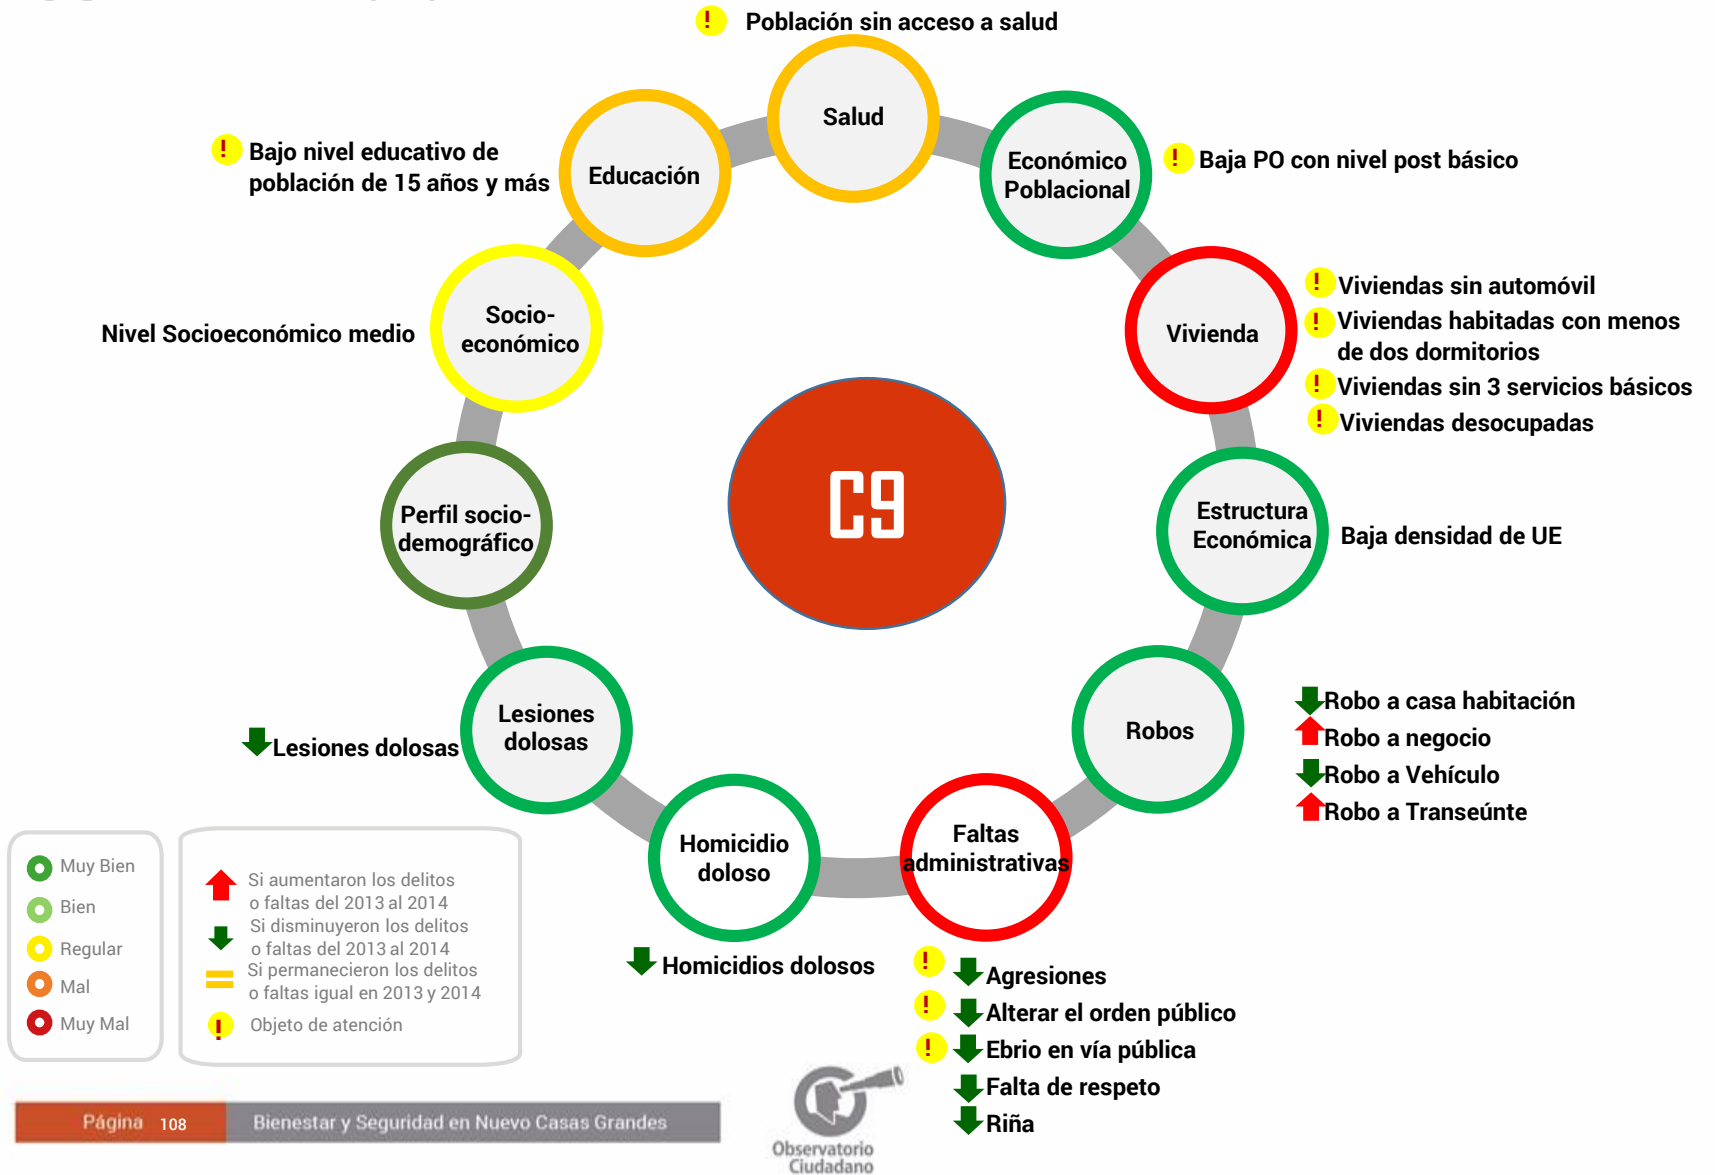 Población sin acceso a salud
Salud
Bajo nivel educativo de
población de 15 años y más
Educación
Económico
Poblacional
Baja PO con nivel post básico
Nivel Socioeconómico medio
Socio-
económico
Vivienda
Viviendas sin automóvil
Viviendas habitadas con menos
de dos dormitorios
Viviendas sin 3 servicios básicos
Viviendas desocupadas
C9
Perfil socio-
demográfico
Estructura
Económica
Baja densidad de UE
Lesiones dolosas
Lesiones
dolosas
Robos
Robo a casa habitación
Robo a negocio
Robo a Vehículo
Robo a Transeúnte
Homicidio
doloso
Homicidios dolosos
Faltas
administrativas
Agresiones
Alterar el orden público
Ebrio en vía pública
Falta de respeto
Riña
Muy Bien
Bien
Regular
Mal
Muy Mal
Si aumentaron los delitos
o faltas del 2013 al 2014
Si disminuyeron los delitos
o faltas del 2013 al 2014
Si permanecieron los delitos
o faltas igual en 2013 y 2014
Objeto de atención
Página 108
Bienestar y Seguridad en Nuevo Casas Grandes
Observatorio
Ciudadano